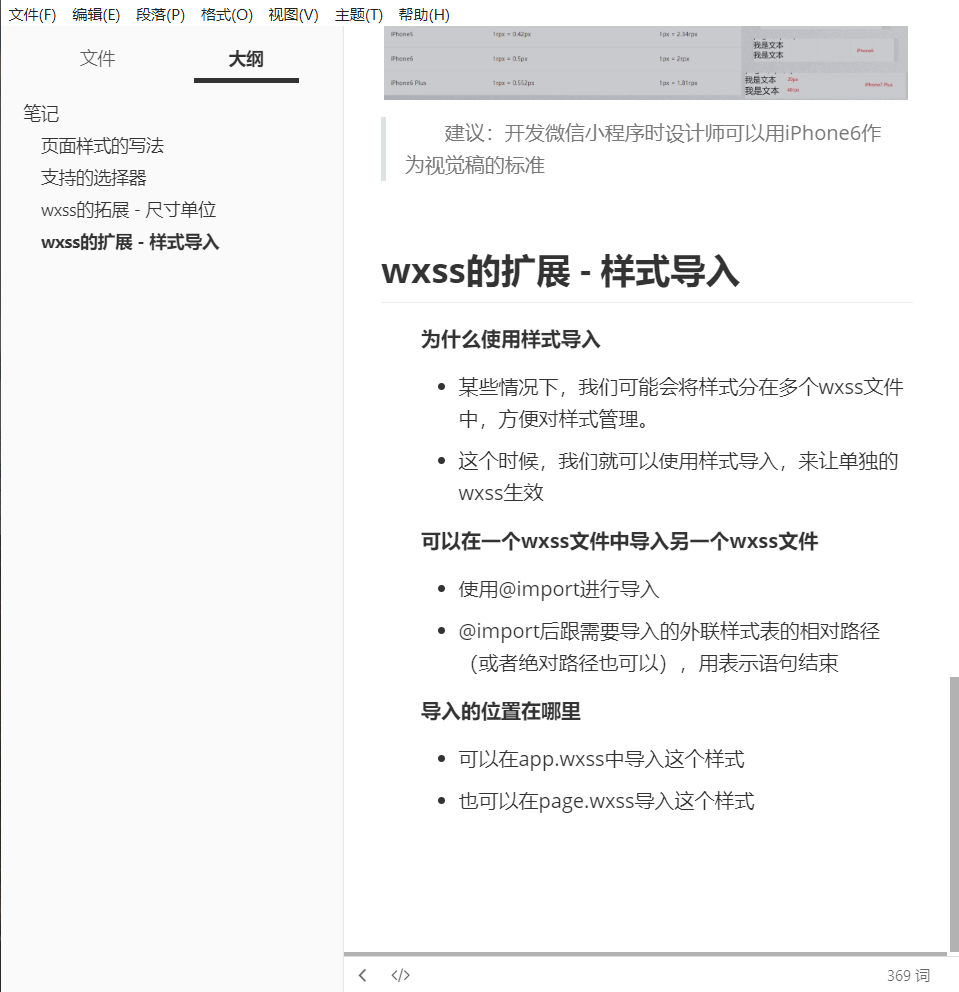 文件(F) 编辑(E) 段落(P) 格式(O) 视图(V) 主题(T) 帮助(H)
文件 大纲
笔记
页面样式的写法
支持的选择器
wxss的拓展 - 尺寸单位
wxss的扩展 - 样式导入
iPhone5 1rpx = 0.42px 1px = 2.34rpx
iPhone6 1rpx = 0.5px 1px = 2rpx
iPhone6 Plus 1rpx = 0.552px 1px = 1.81rpx
我是文本
我是文本
iPhone6
我是文本 20px
我是文本 40rpx
iPhone7 Plus
建议：开发微信小程序时设计师可以用iPhone6作
为视觉稿的标准
wxss的扩展 - 样式导入
为什么使用样式导入
某些情况下，我们可能会将样式分在多个wxss文件
中，方便对样式管理。
这个时候，我们就可以使用样式导入，来让单独的
wxss生效
可以在一个wxss文件中导入另一个wxss文件
使用@import进行导入
@import后跟需要导入的外联样式表的相对路径
（或者绝对路径也可以），用表示语句结束
导入的位置在哪里
可以在app.wxss中导入这个样式
也可以在page.wxss导入这个样式
369 词